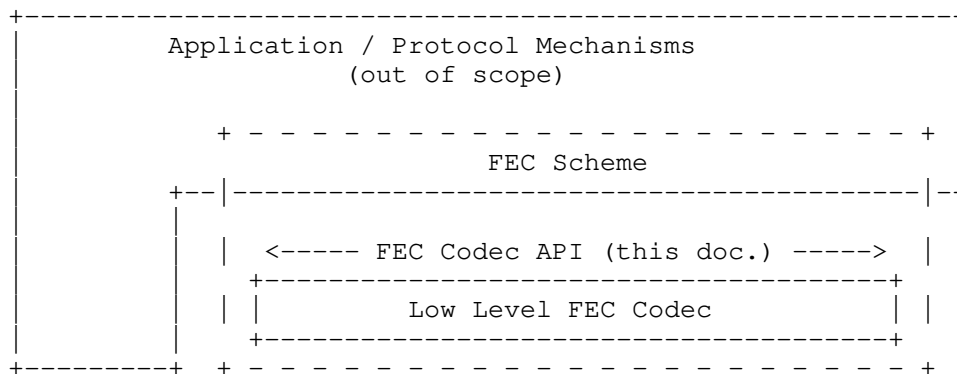 Application / Protocol Mechanisms
(out of scope)
FEC Scheme
<----- FEC Codec API (this doc.) ----->
Low Level FEC Codec